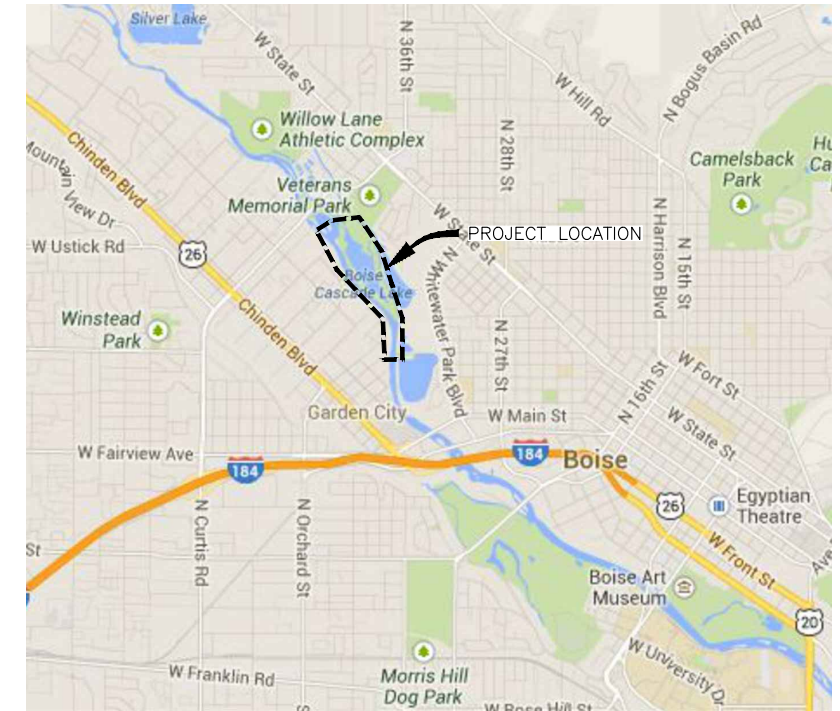 Silver Lake
W State St
N 36th St
N Bogus Basin Rd
W Hill Rd
Willow Lane
Athletic Complex
N 28th St
Chinden Blvd
Mountain View Dr
Camelsback
Park
Veterans
Memorial Park
W State St
PROJECT LOCATION
N Harrison Blvd
N 15th St
W Ustick Rd
26
Boise
Cascade Lake
N Whitewater Park Blvd
Winstead
Park
Chinden Blvd
N 27th St
W Fort St
N 16th St
Garden City
W Main St
W State St
W Fairview Ave
184
184
Boise
26
Egyptian
Theatre
N Curtis Rd
N Orchard St
St
W Front St
Boise Art
Museum
20
W University Dr
W Franklin Rd
Morris Hill
Dog Park
W Rose Hill St